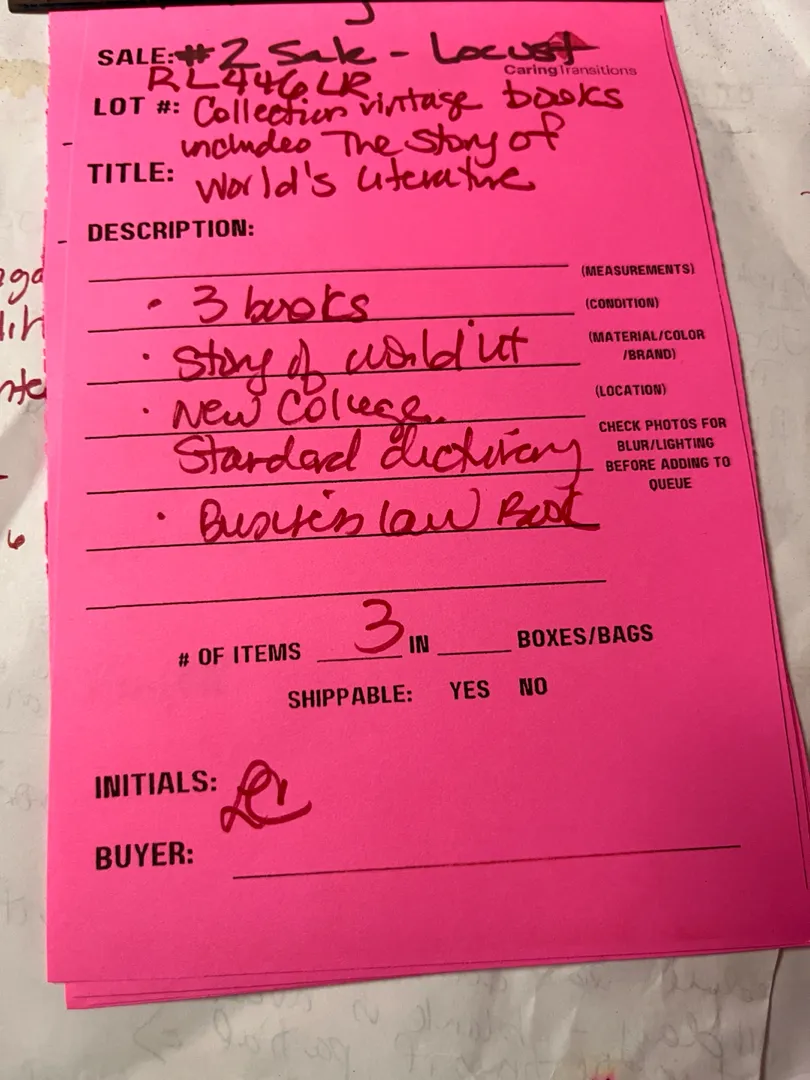 SALE: #2 Sale - Locust
CaringTransitions
RL446LR
LOT #: Collection vintage books
includes The Story of
TITLE: World's Literature
DESCRIPTION:
(MEASUREMENTS)
• 3 books
(CONDITION)
• Story of world lit
(MATERIAL/COLOR
/BRAND)
(LOCATION)
• New College
CHECK PHOTOS FOR
BLUR/LIGHTING
BEFORE ADDING TO
QUEUE
Standard dictionary
• Business law Book
# OF ITEMS 3 IN BOXES/BAGS
SHIPPABLE: YES NO
INITIALS:
BUYER: